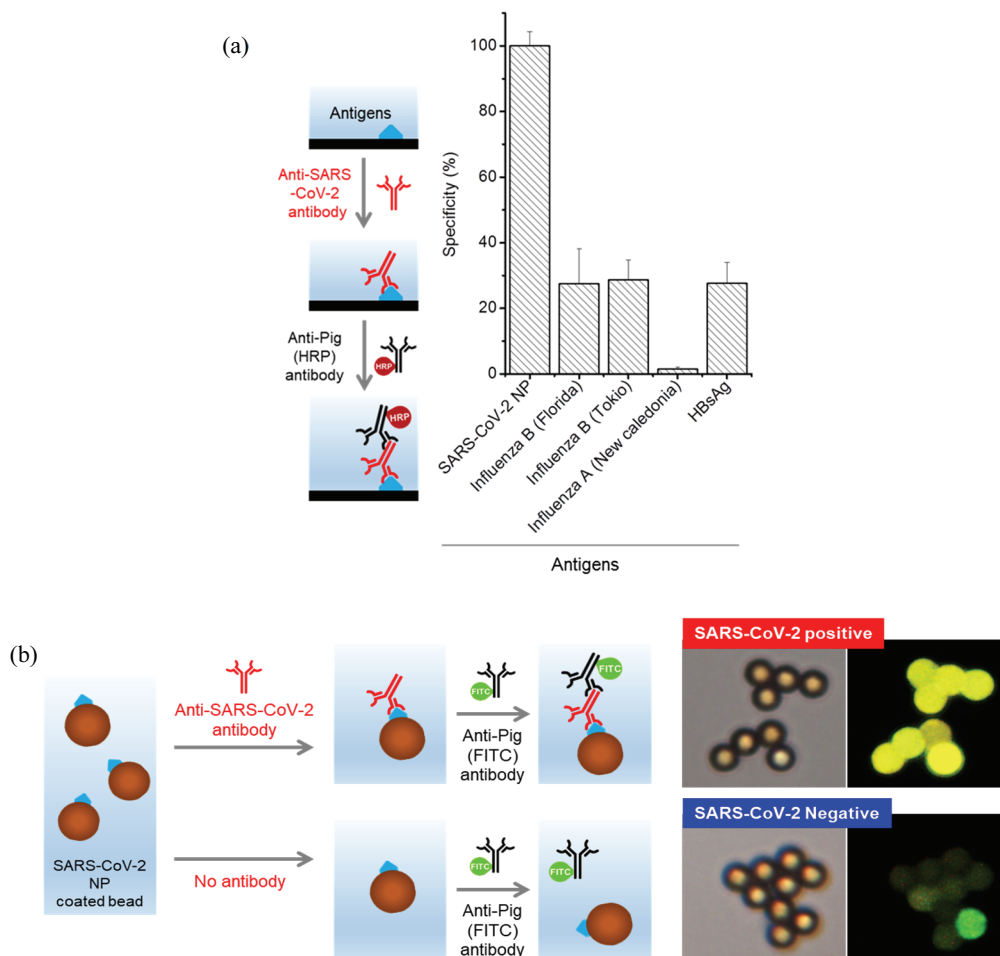 (a)
Antigens
Anti-SARS
-CoV-2
antibody
Anti-Pig
(HRP)
antibody
HRP
HRP
Specificity (%)
100
80
60
40
20
0
SARS-CoV-2 NP
Influenza B (Florida)
Influenza B (Tokio)
Influenza A (New caledonia)
HBsAg
Antigens
(b)
SARS-CoV-2
NP
coated bead
Anti-SARS-CoV-2
antibody
FITC
Anti-Pig
(FITC)
antibody
FITC
SARS-CoV-2 positive
No antibody
FITC
Anti-Pig
(FITC)
antibody
FITC
SARS-CoV-2 Negative